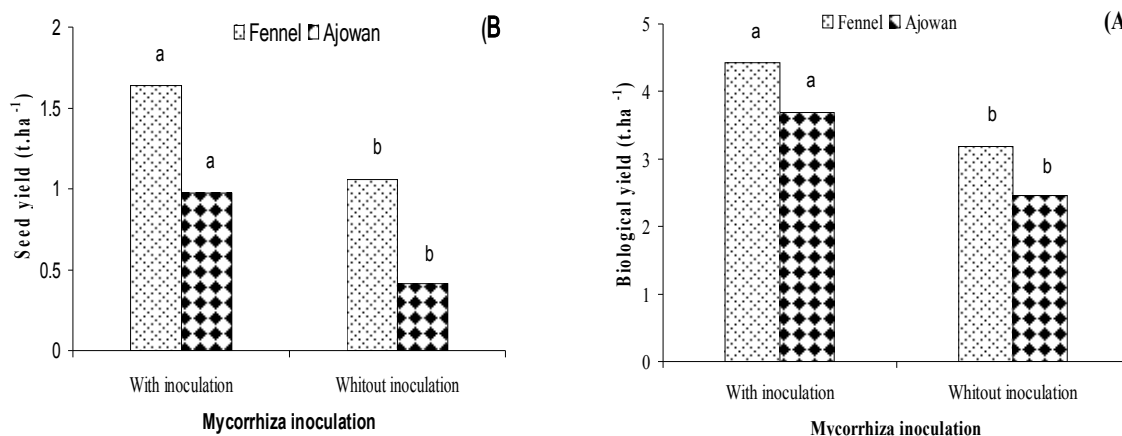 (B
Fennel Ajowan
Seed yield (t.ha -1)
2
1.5
1
0.5
0
a
a
b
b
With inoculation
Whitout inoculation
Mycorrhiza inoculation
(A
Fennel Ajowan
Biological yield (t.ha -1)
5
4
3
2
1
0
a
a
b
b
With inoculation
Whitout inoculation
Mycorrhiza inoculation